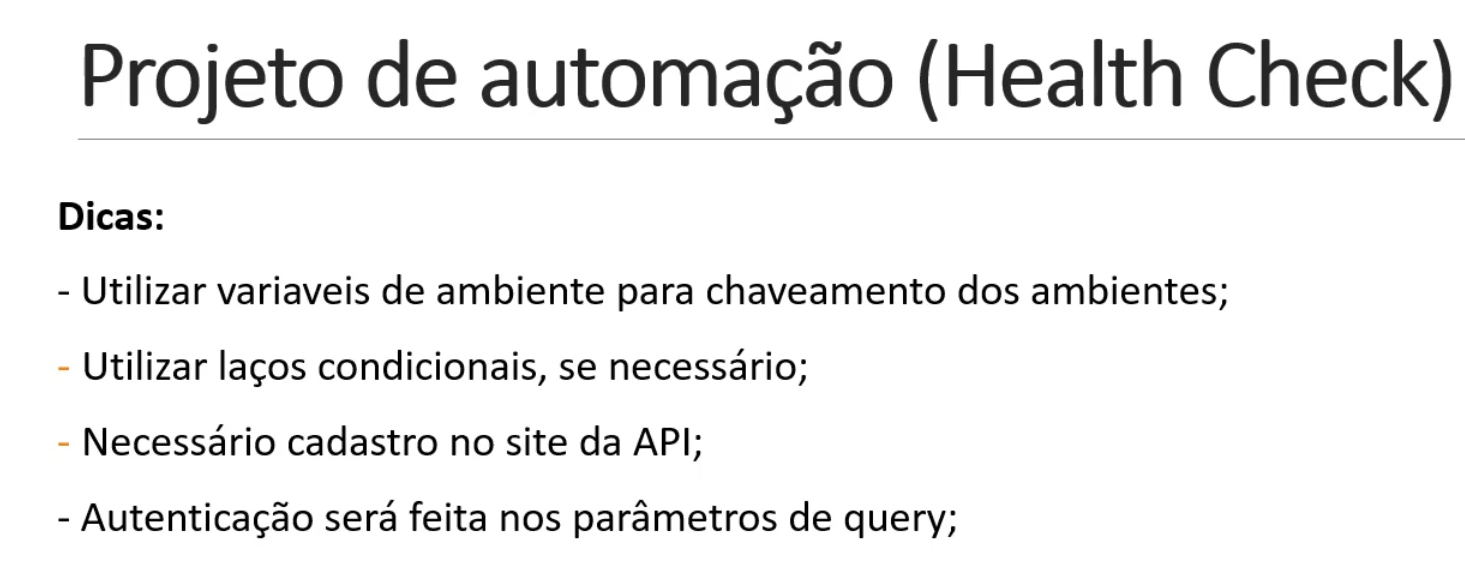 Projeto de automação (Health Check)
Dicas:
- Utilizar variaveis de ambiente para chaveamento dos ambientes;
- Utilizar laços condicionais, se necessário;
- Necessário cadastro no site da API;
- Autenticação será feita nos parâmetros de query;